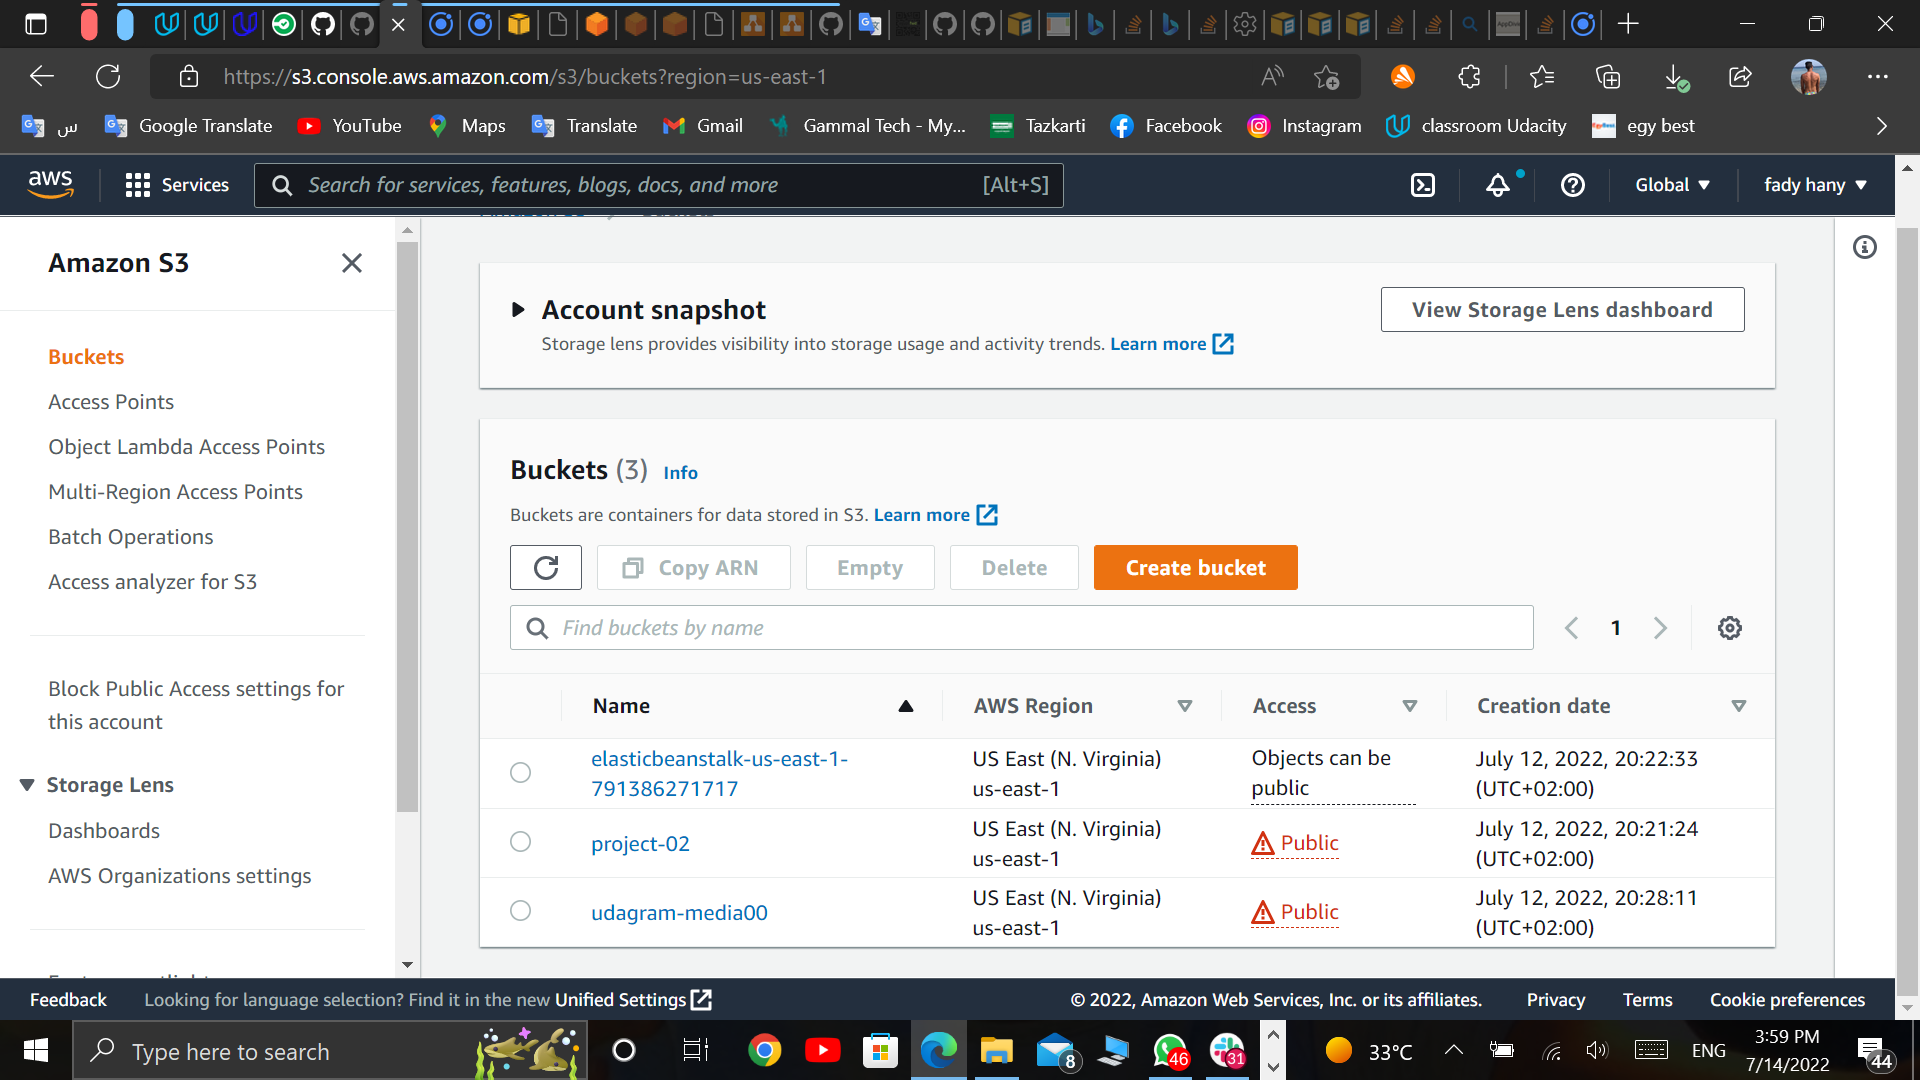 https://s3.console.aws.amazon.com/s3/buckets?region=us-east-1
س
Google Translate
YouTube
Maps
Translate
Gmail
Gammal Tech - My...
Tazkarti
Facebook
Instagram
classroom Udacity
egy best
aws
Services
Search for services, features, blogs, docs, and more
[Alt+S]
Global
fady hany
Amazon S3
Buckets
Access Points
Object Lambda Access Points
Multi-Region Access Points
Batch Operations
Access analyzer for S3
Block Public Access settings for
this account
Storage Lens
Dashboards
AWS Organizations settings
Account snapshot
View Storage Lens dashboard
Storage lens provides visibility into storage usage and activity trends. Learn more
Buckets (3) Info
Buckets are containers for data stored in S3. Learn more
Copy ARN
Empty
Delete
Create bucket
Find buckets by name
1
Name
AWS Region
Access
Creation date
elasticbeanstalk-us-east-1-
791386271717
US East (N. Virginia)
us-east-1
Objects can be
public
July 12, 2022, 20:22:33
(UTC+02:00)
project-02
US East (N. Virginia)
us-east-1
Public
July 12, 2022, 20:21:24
(UTC+02:00)
udagram-media00
US East (N. Virginia)
us-east-1
Public
July 12, 2022, 20:28:11
(UTC+02:00)
Feedback
Looking for language selection? Find it in the new Unified Settings
© 2022, Amazon Web Services, Inc. or its affiliates.
Privacy
Terms
Cookie preferences
Type here to search
8
46
31
33°C
ENG
3:59 PM
7/14/2022
44